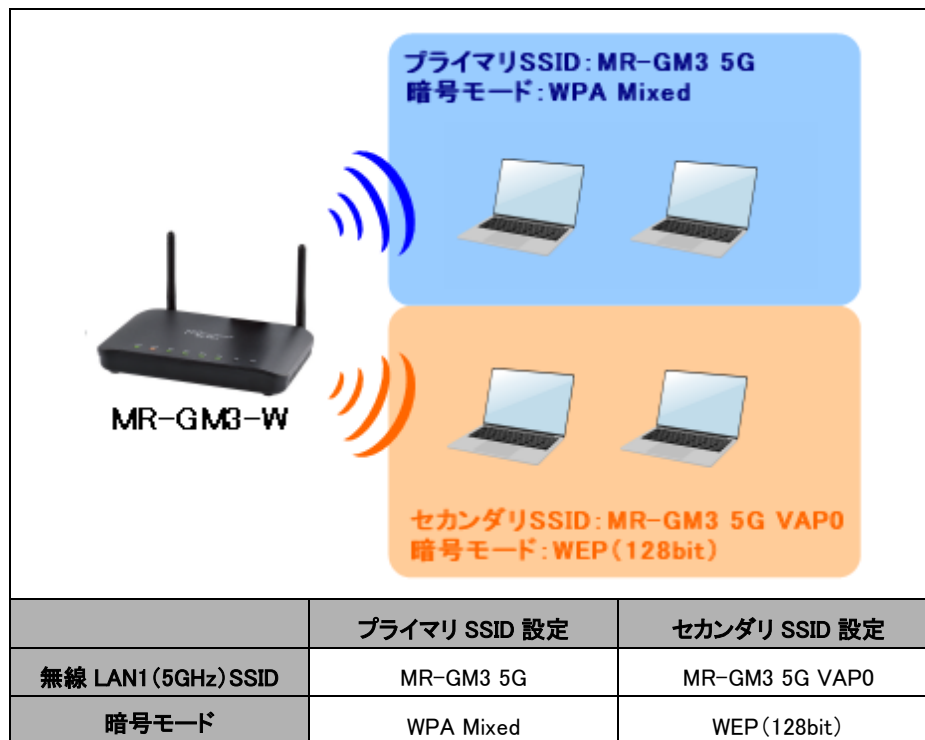 プライマリSSID：MR-GM3 5G
暗号モード：WPA Mixed
MR-GM3-W
セカンダリSSID：MR-GM3 5G VAP0
暗号モード：WEP（128bit）
プライマリ SSID 設定 セカンダリ SSID 設定
無線 LAN1（5GHz）SSID MR-GM3 5G MR-GM3 5G VAP0
暗号モード WPA Mixed WEP（128bit）